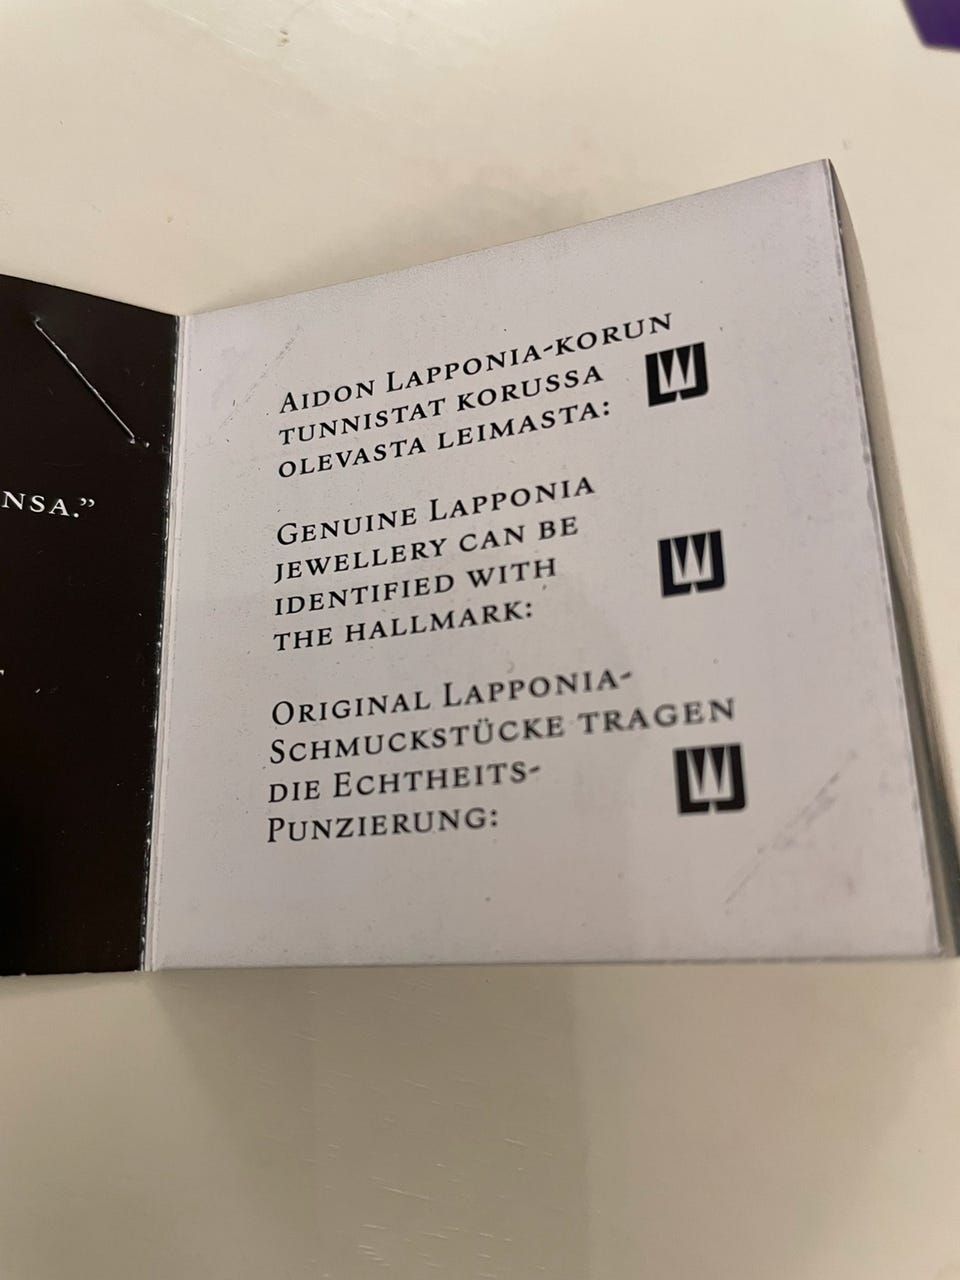 NSA.”
AIDON LAPPONIA-KORUN
TUNNISTAT KORUSSA
OLEVASTA LEIMASTA:
GENUINE LAPPONIA
JEWELLERY CAN BE
IDENTIFIED WITH
THE HALLMARK:
ORIGINAL LAPPONIA-
SCHMUCKSTÜCKE TRAGEN
DIE ECHTHEITS-
PUNZIERUNG: